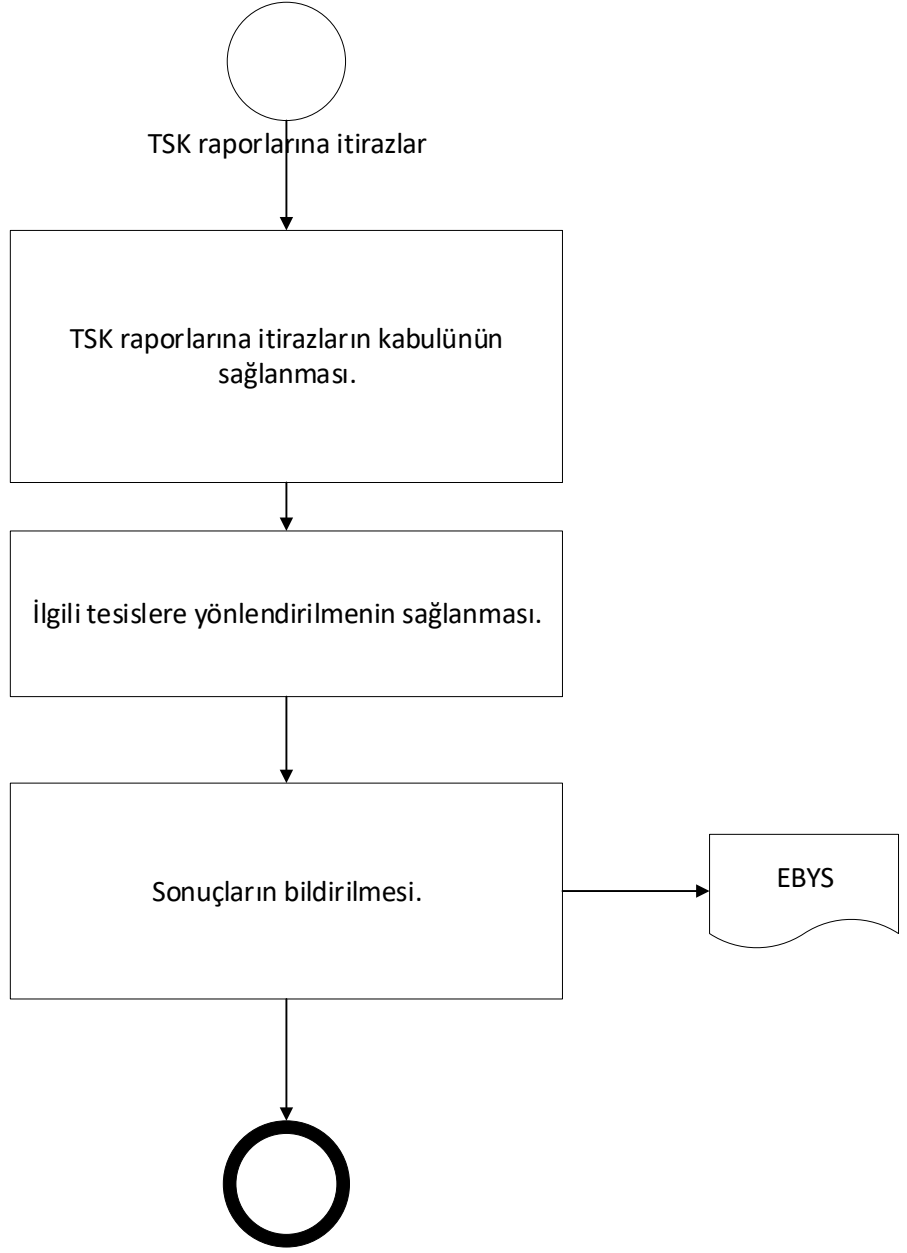 TSK raporlarına itirazlar
TSK raporlarına itirazların kabulünün
sağlanması.
İlgili tesislere yönlendirilmenin sağlanması.
Sonuçların bildirilmesi.
EBYS